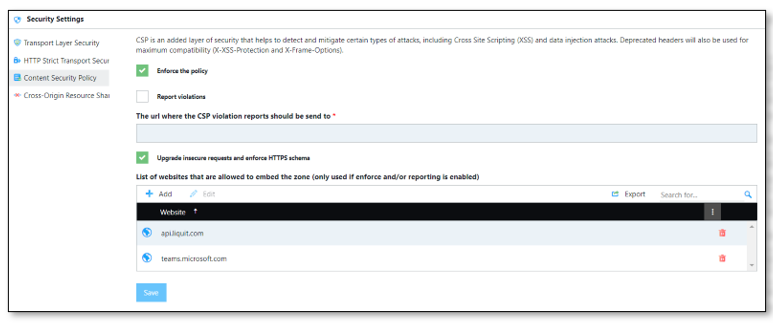 Security Settings
Transport Layer Security
HTTP Strict Transport Secur
Content Security Policy
Cross-Origin Resource Shar
CSP is an added layer of security that helps to detect and mitigate certain types of attacks, including Cross Site Scripting (XSS) and data injection attacks. Deprecated headers will also be used for
maximum compatibility (X-XSS-Protection and X-Frame-Options).
Enforce the policy
Report violations
The url where the CSP violation reports should be send to *
Upgrade insecure requests and enforce HTTPS schema
List of websites that are allowed to embed the zone (only used if enforce and/or reporting is enabled)
Add Edit Export Search for...
Website
api.liquit.com
teams.microsoft.com
Save